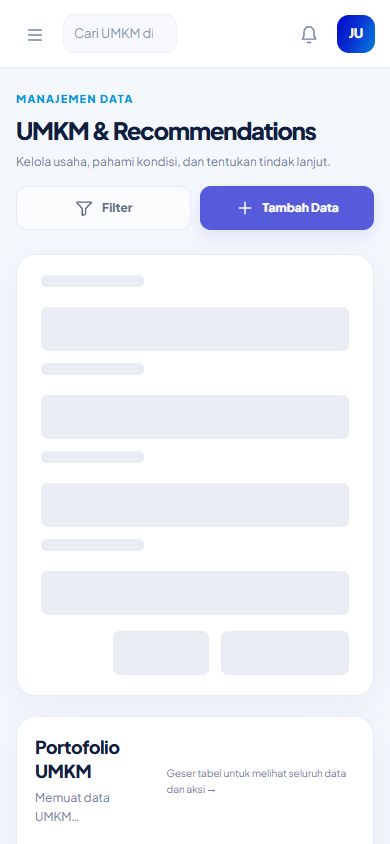 Cari UMKM di
JU
MANAJEMEN DATA
UMKM & Recommendations
Kelola usaha, pahami kondisi, dan tentukan tindak lanjut.
Filter
Tambah Data
Portofolio
UMKM
Memuat data
UMKM...
Geser tabel untuk melihat seluruh data
dan aksi →